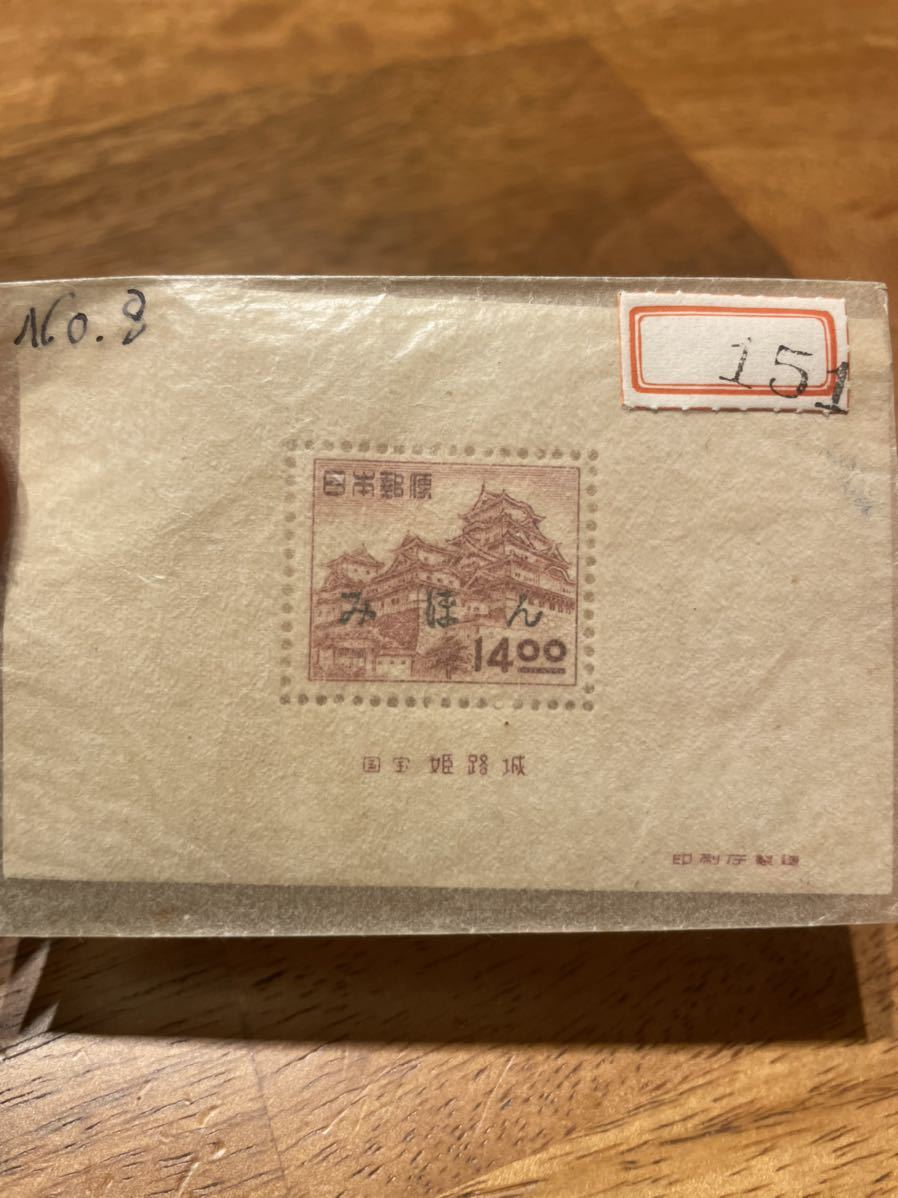 No. 8
151
日本郵便
みほん
14.00
国宝 姫路城
印刷庁製造